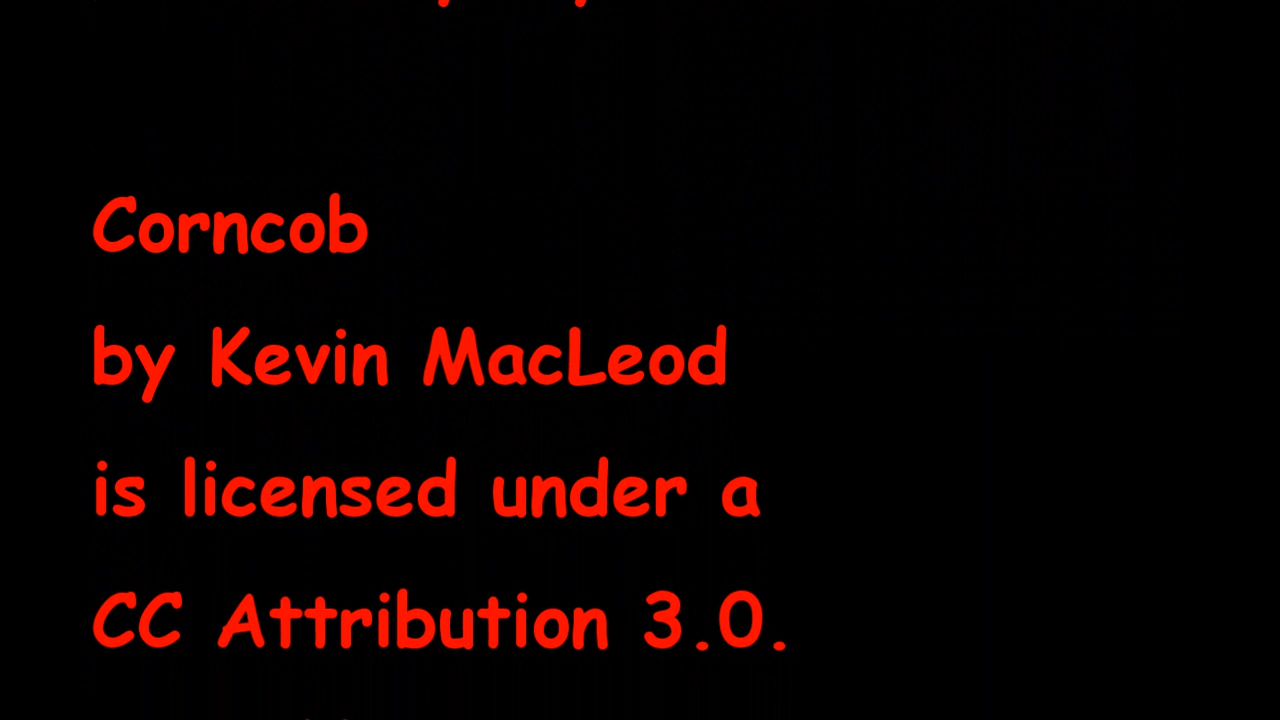 Corncob
by Kevin MacLeod
is licensed under a
CC Attribution 3.0.